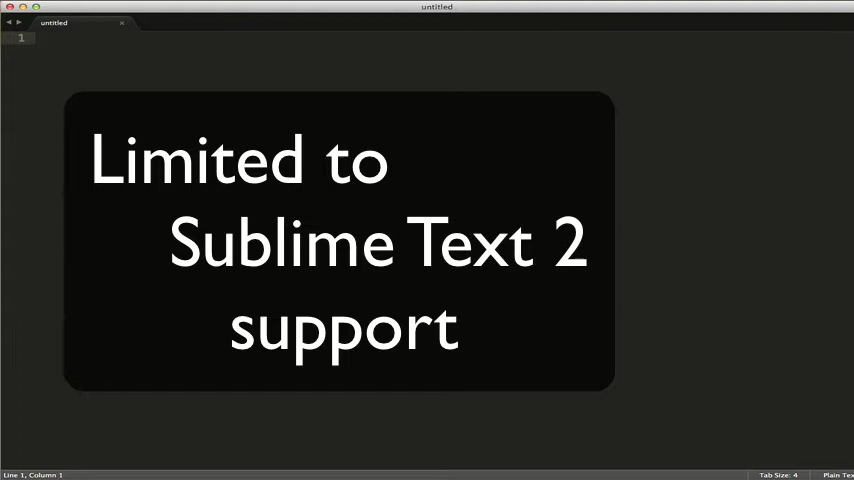 untitled
untitled
1
Limited to
Sublime Text 2
support
Line 1, Column 1
Tab Size: 4
Plain Tex